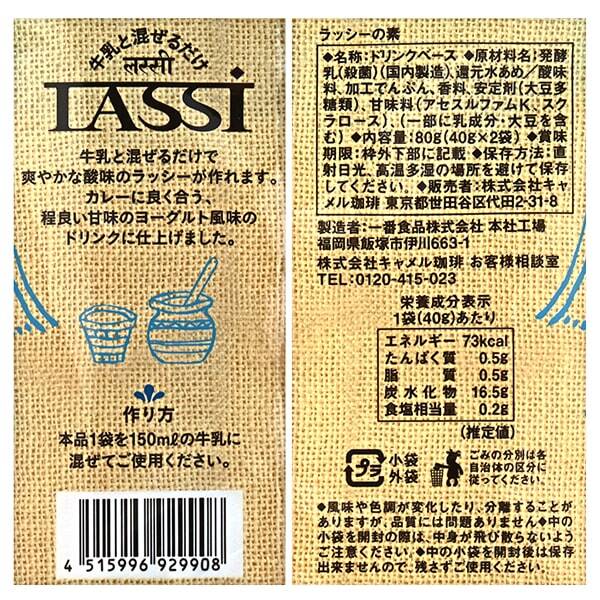 牛乳と混ぜるだけ
लस्सी
LASSi
牛乳と混ぜるだけで
爽やかな酸味のラッシーが作れます。
カレーに良く合う、
程良い甘味のヨーグルト風味の
ドリンクに仕上げました。
作り方
本品1袋を150mlの牛乳に
混ぜてご使用ください。
4 515996 929908
ラッシーの素
◆名称:ドリンクベース ◆原材料名:発酵
乳(殺菌)(国内製造)、還元水あめ/酸味
料、加工でんぷん、香料、安定剤(大豆多
糖類)、甘味料(アセスルファムK、スク
ラロース)、(一部に乳成分・大豆を含
む) ◆内容量:80g(40g×2袋) ◆賞味
期限:枠外下部に記載 ◆保存方法:
直射日光、高温多湿の場所を避けて保存
してください。 ◆販売者:株式会社キャ
メル珈琲 東京都世田谷区代田2-31-8
製造者:一番食品株式会社 本社工場
福岡県飯塚市伊川663-1
株式会社キャメル珈琲 お客様相談室
TEL:0120-415-023
栄養成分表示
1袋(40g)あたり
エネルギー 73kcal
たんぱく質 0.5g
脂質 0.5g
炭水化物 16.5g
食塩相当量 0.2g
(推定値)
プラ
小袋
外袋
ごみの分別は各
自治体の区分に
従ってください。
◆風味や色調が変化したり、分離することが
ありますが、品質には問題ありません ◆中の
小袋を開封の際は、中身が飛び散らないよう
ご注意ください。 ◆中の小袋を開封後は保存
出来ませんので、残さずご使用ください。